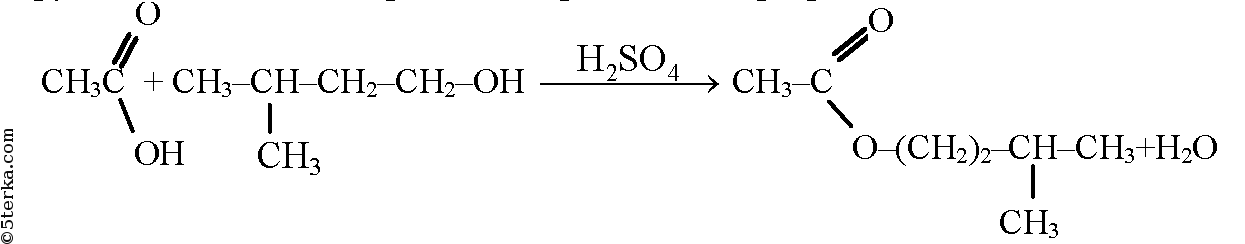 CH₃C
O
OH
+ CH₃–CH–CH₂–CH₂–OH
CH₃
H₂SO₄
CH₃–C
O
O–(CH₂)₂–CH–CH₃+H₂O
CH₃
©5terka.com